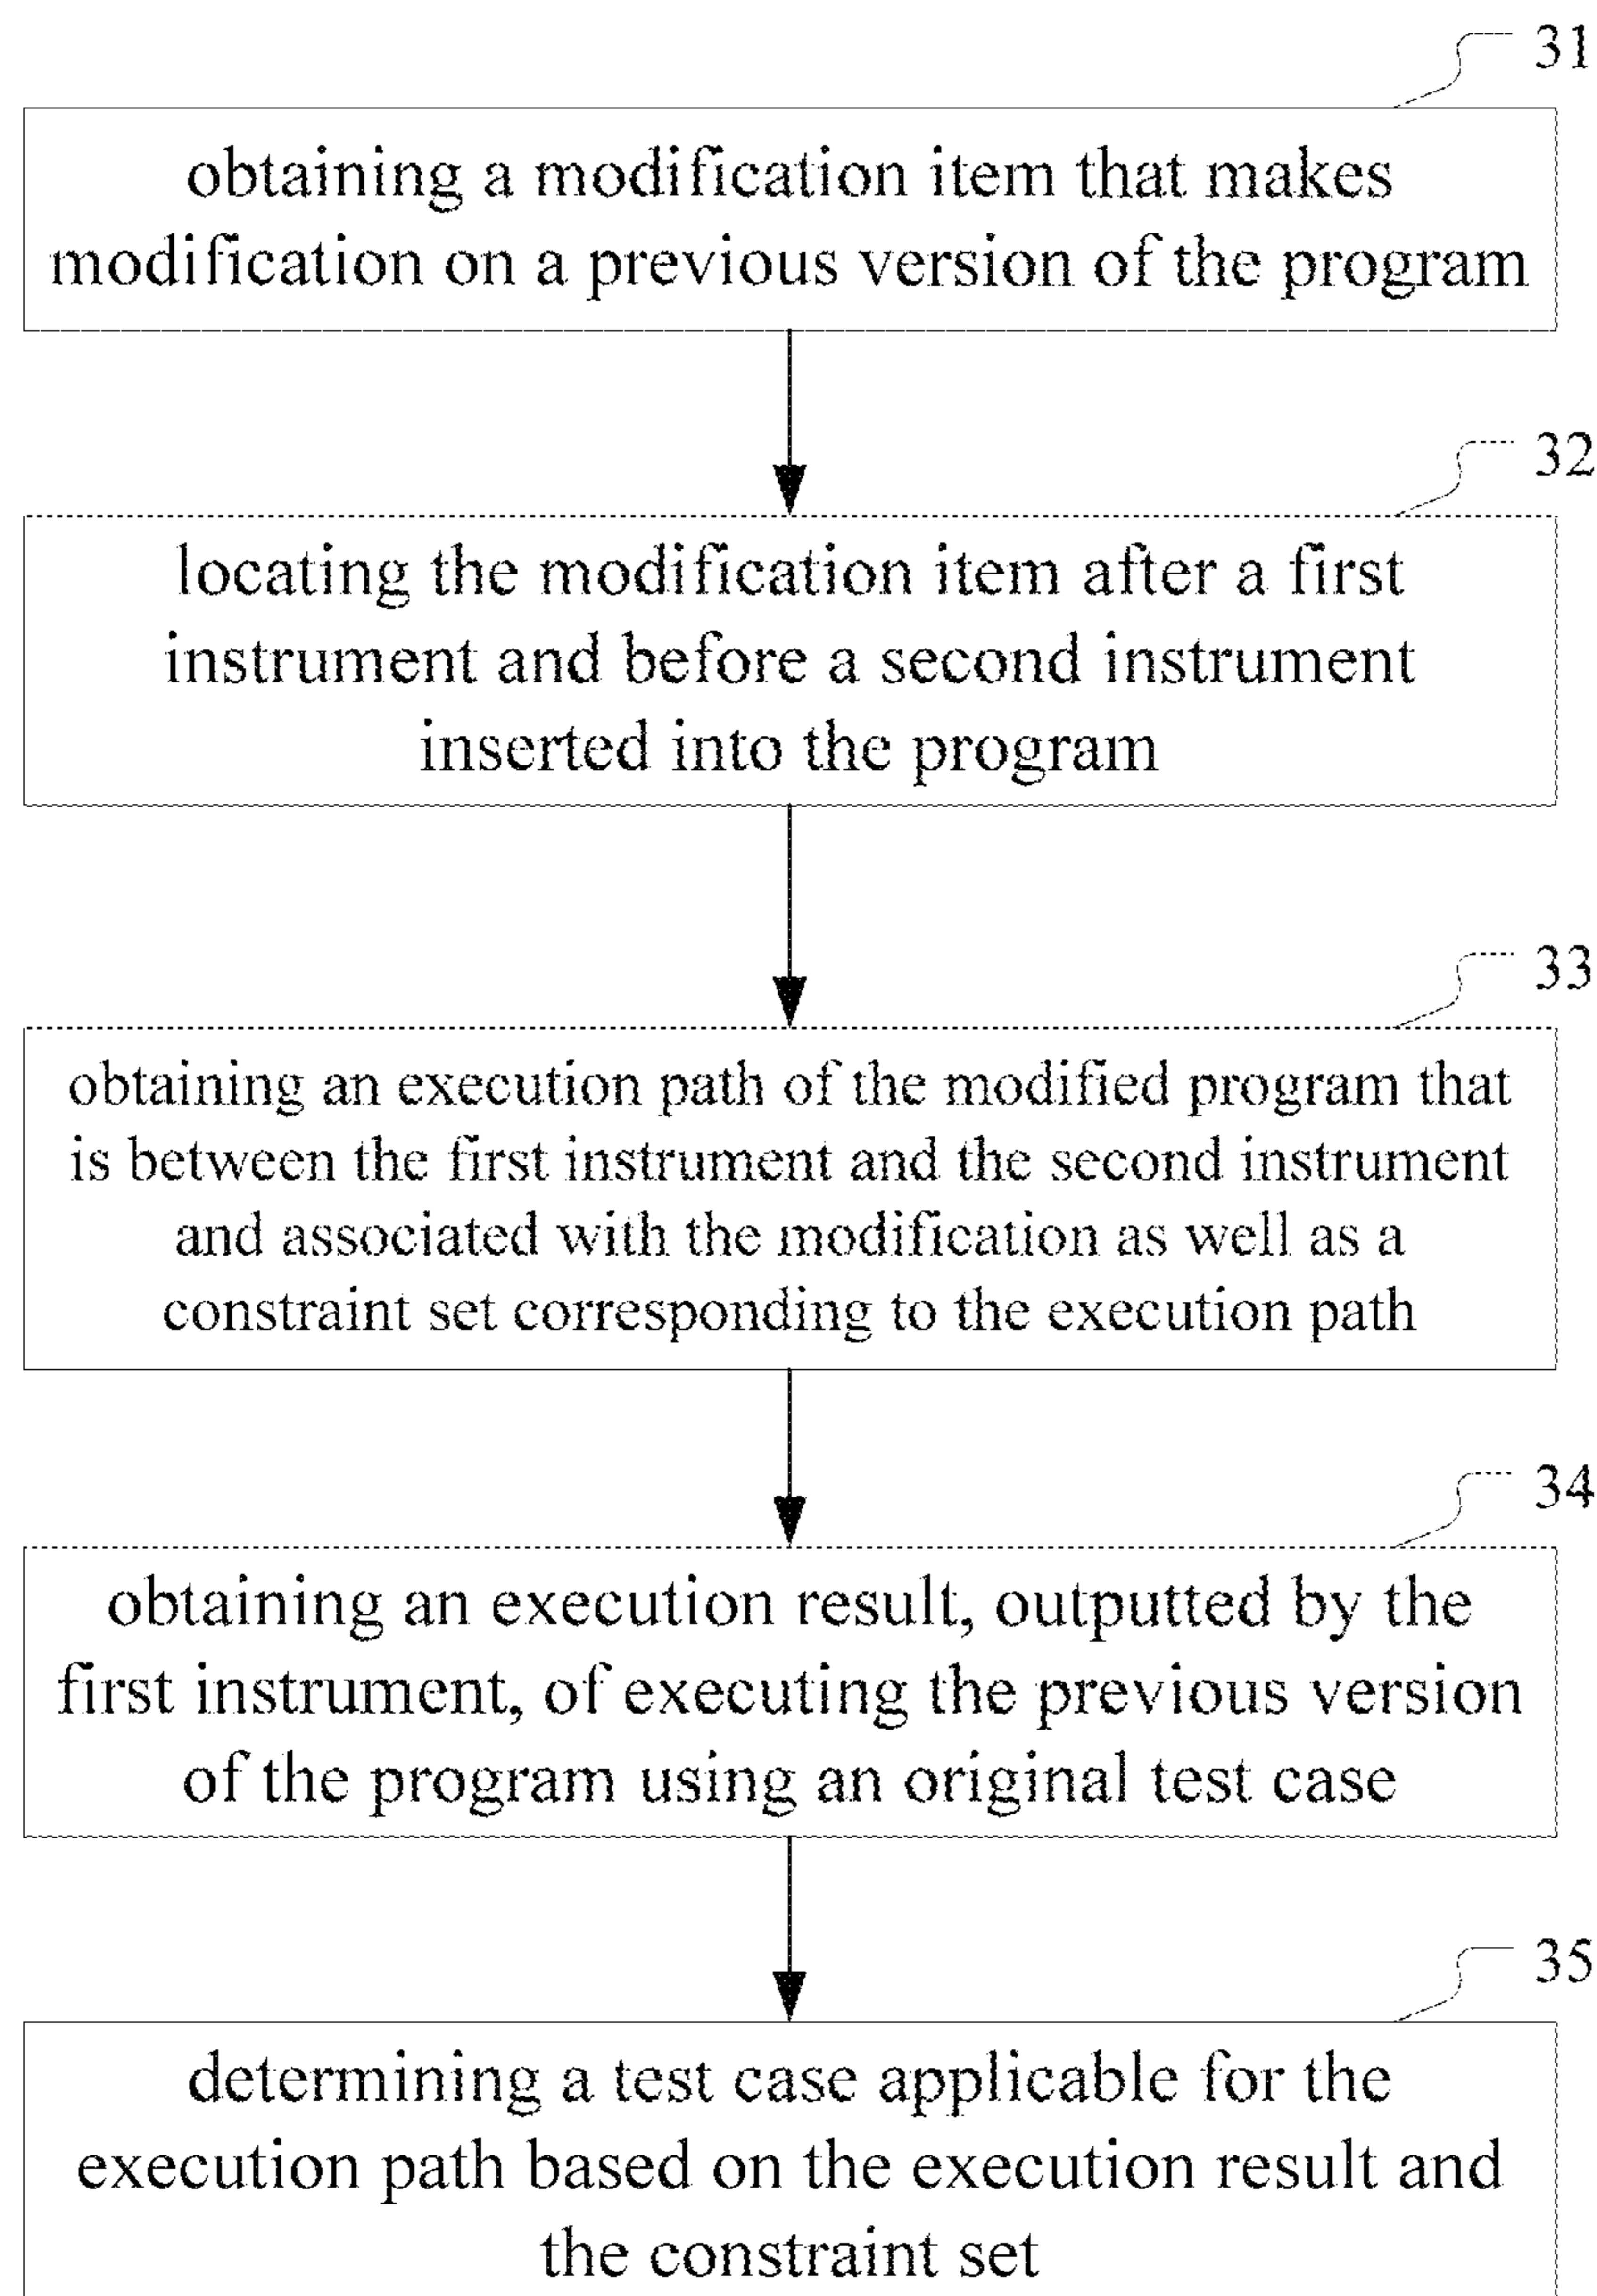 31
obtaining a modification item that makes
modification on a previous version of the program
32
locating the modification item after a first
instrument and before a second instrument
inserted into the program
33
obtaining an execution path of the modified program that
is between the first instrument and the second instrument
and associated with the modification as well as a
constraint set corresponding to the execution path
34
obtaining an execution result, outputted by the
first instrument, of executing the previous version
of the program using an original test case
35
determining a test case applicable for the
execution path based on the execution result and
the constraint set